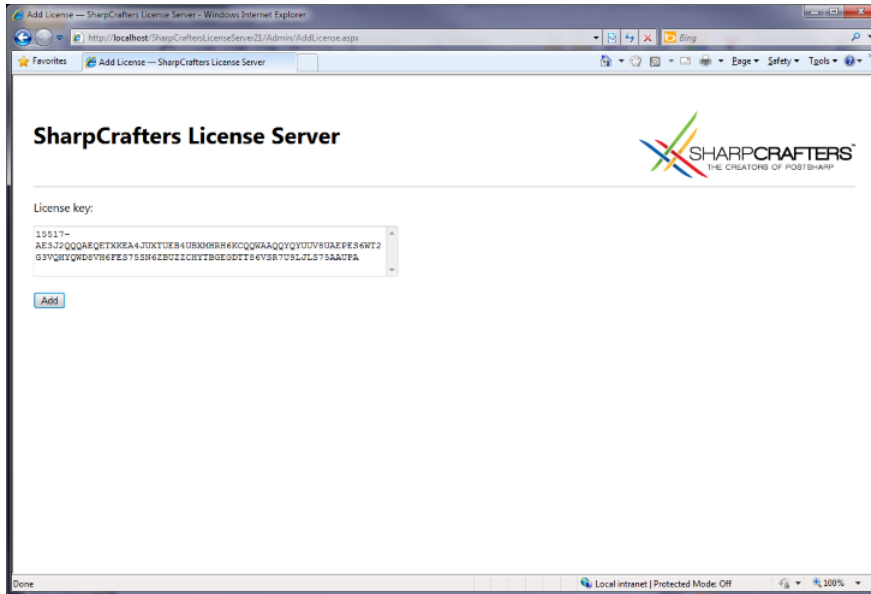 Add License — SharpCrafters License Server - Windows Internet Explorer
http://localhost/SharpCraftersLicenseServer21/Admin/AddLicense.aspx
Bing
Favorites
Add License — SharpCrafters License Server
Page
Safety
Tools
SharpCrafters License Server
SHARPCRAFTERS™
THE CREATORS OF POSTSHARP
License key:
15517-
AE3J2QQQAEQETXKEA4JUXTUEB4UBXMHRH6KCQQWAAQQYQYUUV8UAEPES6WT2
G3VQHYQWD8VH6FES75SN6ZBUZZCHYTBGEGDTT86VSR7U9LJLS75AAUPA
Add
Done
Local intranet | Protected Mode: Off
100%